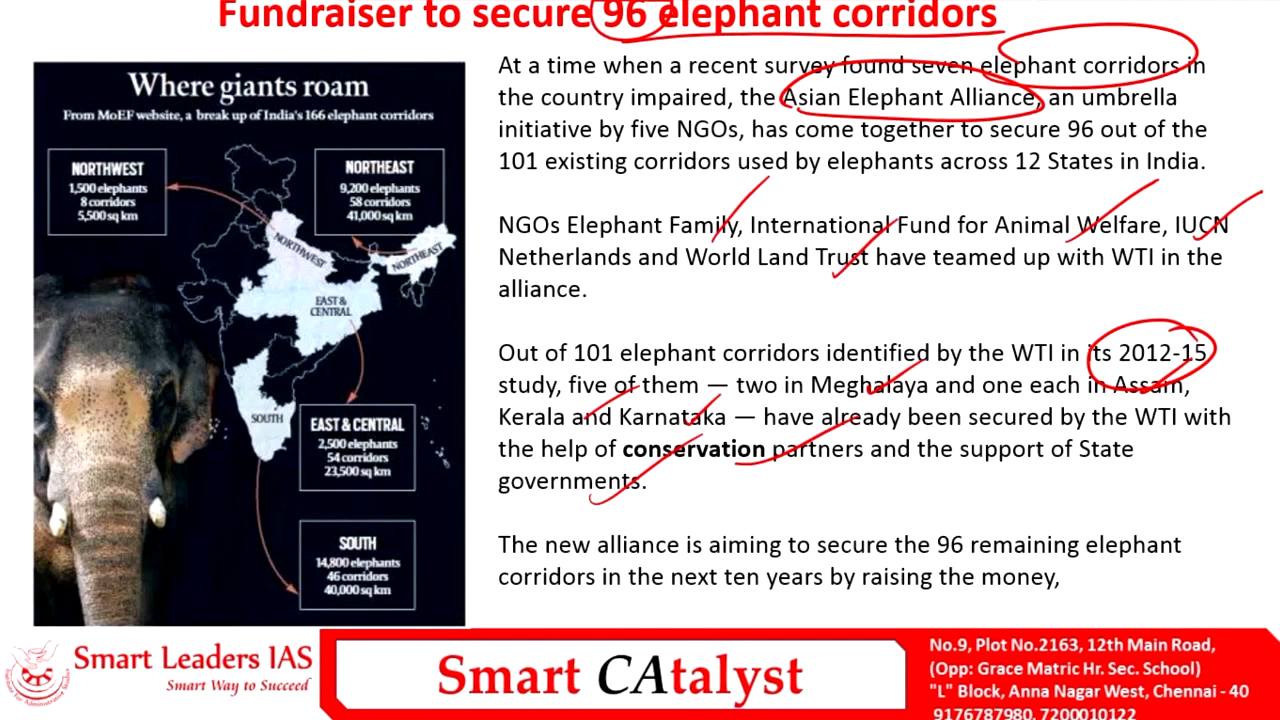 Fundraiser to secure 96 elephant corridors
Where giants roam
From MoEF website, a break up of India's 166 elephant corridors
NORTHWEST
1,500 elephants
8 corridors
5,500 sq km
NORTHEAST
9,200 elephants
58 corridors
41,000 sq km
NORTHWEST
NORTHEAST
EAST &
CENTRAL
SOUTH
EAST & CENTRAL
2,500 elephants
54 corridors
23,500 sq km
SOUTH
14,800 elephants
46 corridors
40,000 sq km
At a time when a recent survey found seven elephant corridors in
the country impaired, the Asian Elephant Alliance, an umbrella
initiative by five NGOs, has come together to secure 96 out of the
101 existing corridors used by elephants across 12 States in India.
NGOs Elephant Family, International Fund for Animal Welfare, IUCN
Netherlands and World Land Trust have teamed up with WTI in the
alliance.
Out of 101 elephant corridors identified by the WTI in its 2012-15
study, five of them — two in Meghalaya and one each in Assam,
Kerala and Karnataka — have already been secured by the WTI with
the help of conservation partners and the support of State
governments.
The new alliance is aiming to secure the 96 remaining elephant
corridors in the next ten years by raising the money,
Smart Leaders IAS
Smart Way to Succeed
Smart CAtalyst
No.9, Plot No.2163, 12th Main Road,
(Opp: Grace Matric Hr. Sec. School)
"L" Block, Anna Nagar West, Chennai - 40
9176787980, 7200010122